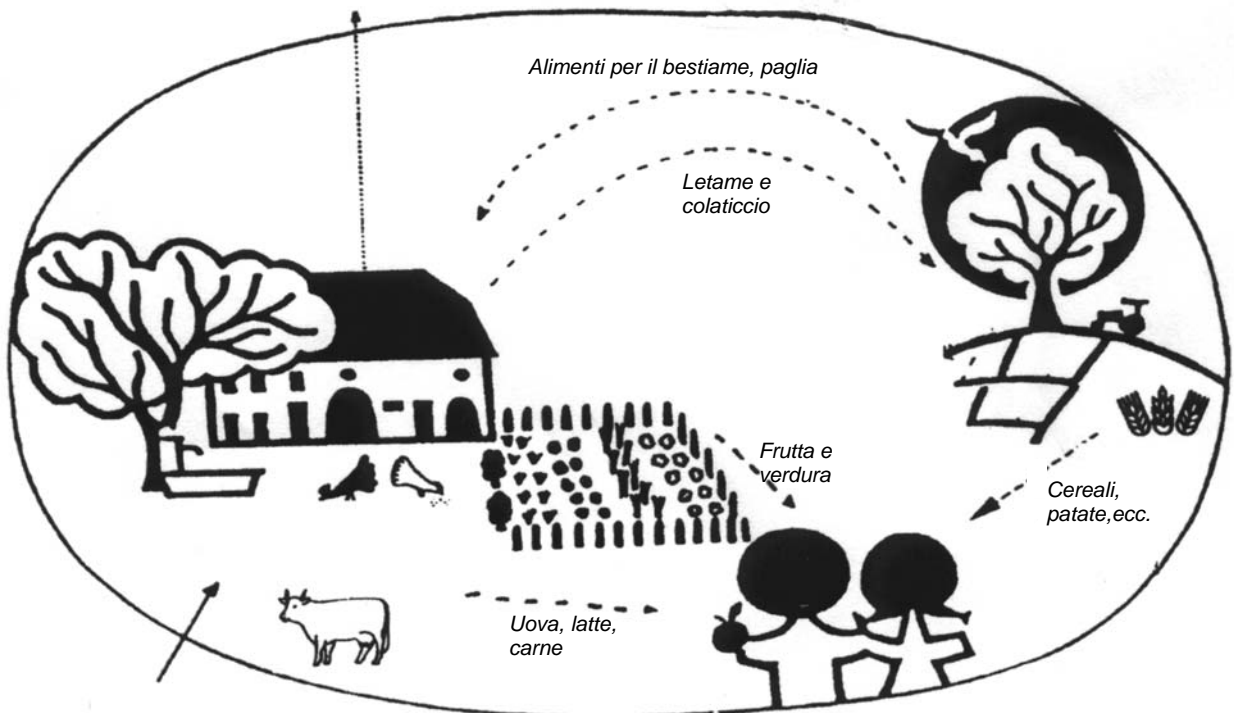 Alimenti per il bestiame, paglia
Letame e
colaticcio
Frutta e
verdura
Cereali,
patate,ecc.
Uova, latte,
carne